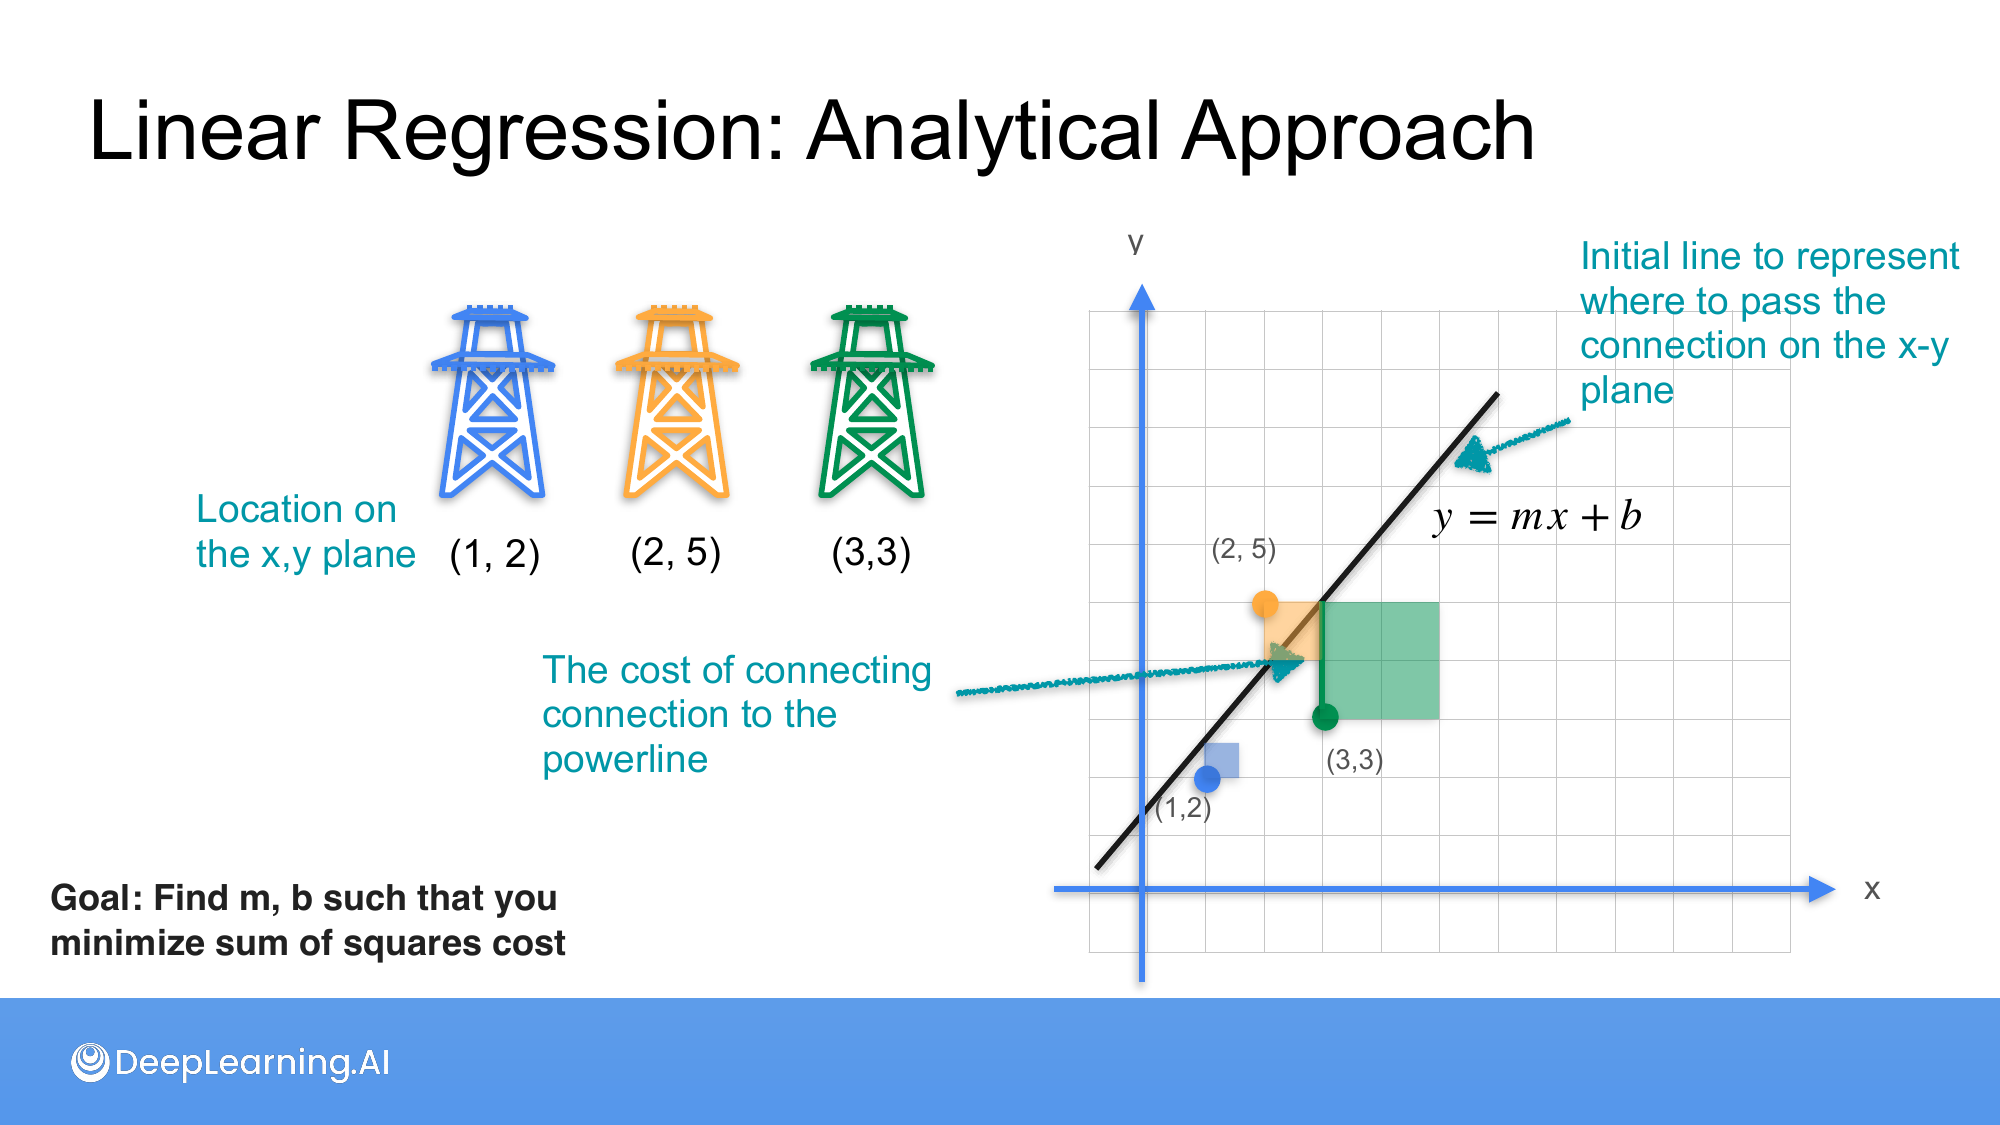 Linear Regression: Analytical Approach
Location on
the x,y plane
(1, 2)
(2, 5)
(3,3)
The cost of connecting
connection to the
powerline
Goal: Find m, b such that you
minimize sum of squares cost
y
Initial line to represent
where to pass the
connection on the x-y
plane
y = mx + b
(2, 5)
(3,3)
(1,2)
x
DeepLearning.AI